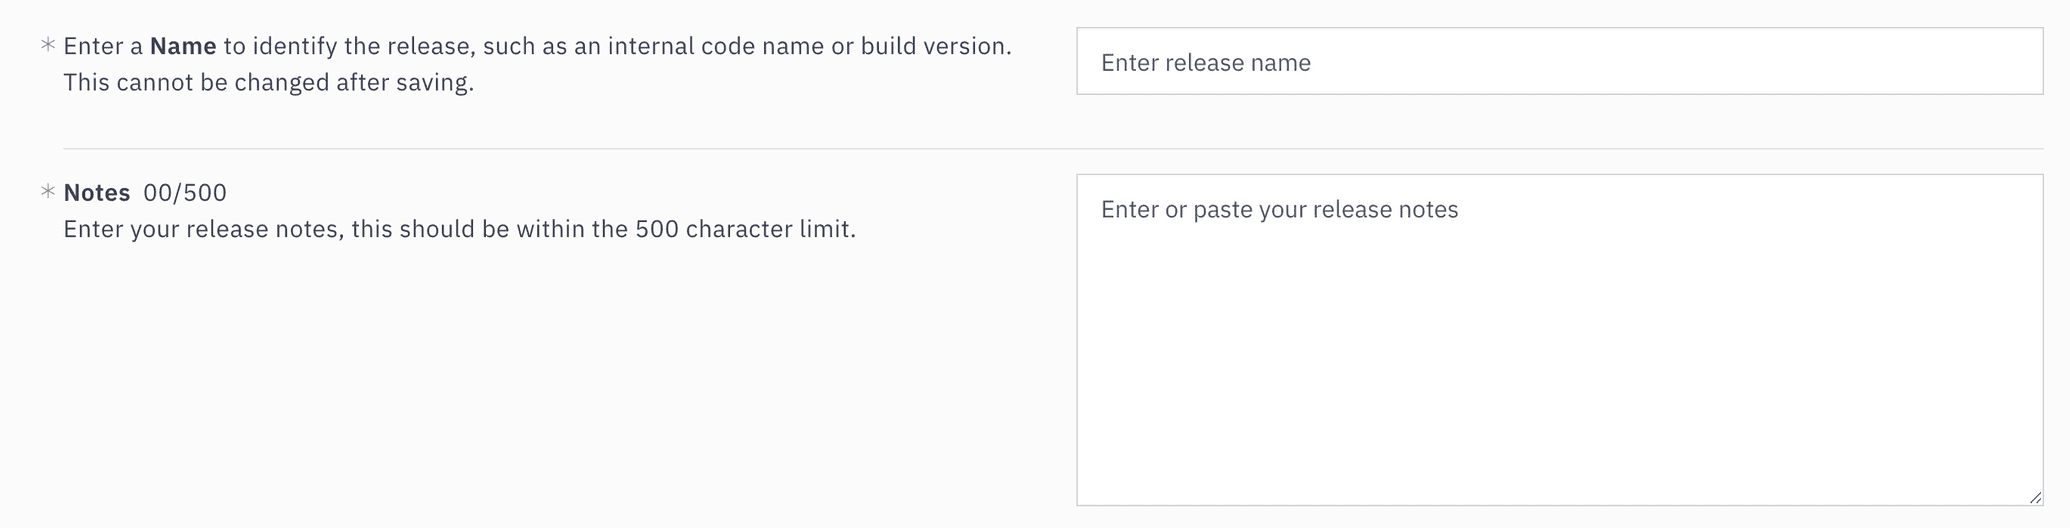 * Enter a Name to identify the release, such as an internal code name or build version.
This cannot be changed after saving.
Enter release name
* Notes 00/500
Enter your release notes, this should be within the 500 character limit.
Enter or paste your release notes